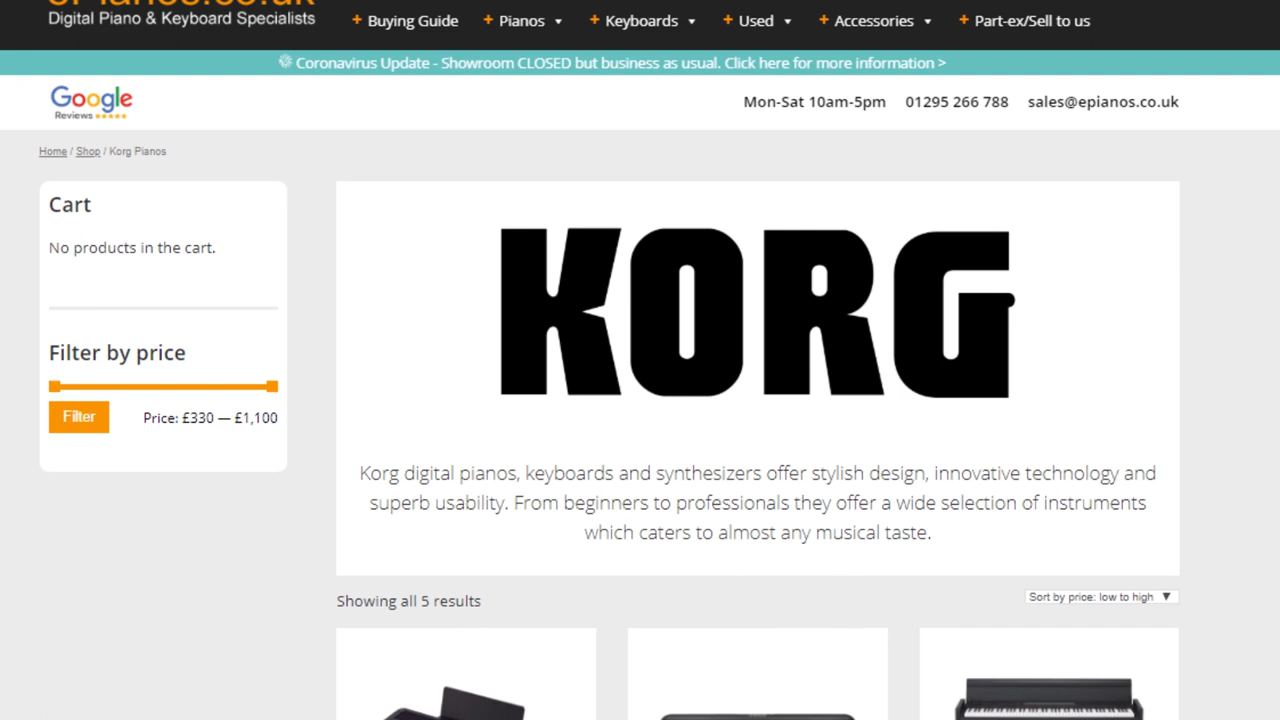 ePianos.co.uk
Digital Piano & Keyboard Specialists
+ Buying Guide + Pianos ▼ + Keyboards ▼ + Used ▼ + Accessories ▼ + Part-ex/Sell to us
Coronavirus Update - Showroom CLOSED but business as usual. Click here for more information >
Google
Reviews ★★★★★
Mon-Sat 10am-5pm 01295 266 788 sales@epianos.co.uk
Home / Shop / Korg Pianos
Cart
No products in the cart.
Filter by price
Filter Price: £330 — £1,100
KORG
Korg digital pianos, keyboards and synthesizers offer stylish design, innovative technology and
superb usability. From beginners to professionals they offer a wide selection of instruments
which caters to almost any musical taste.
Showing all 5 results
Sort by price: low to high ▼